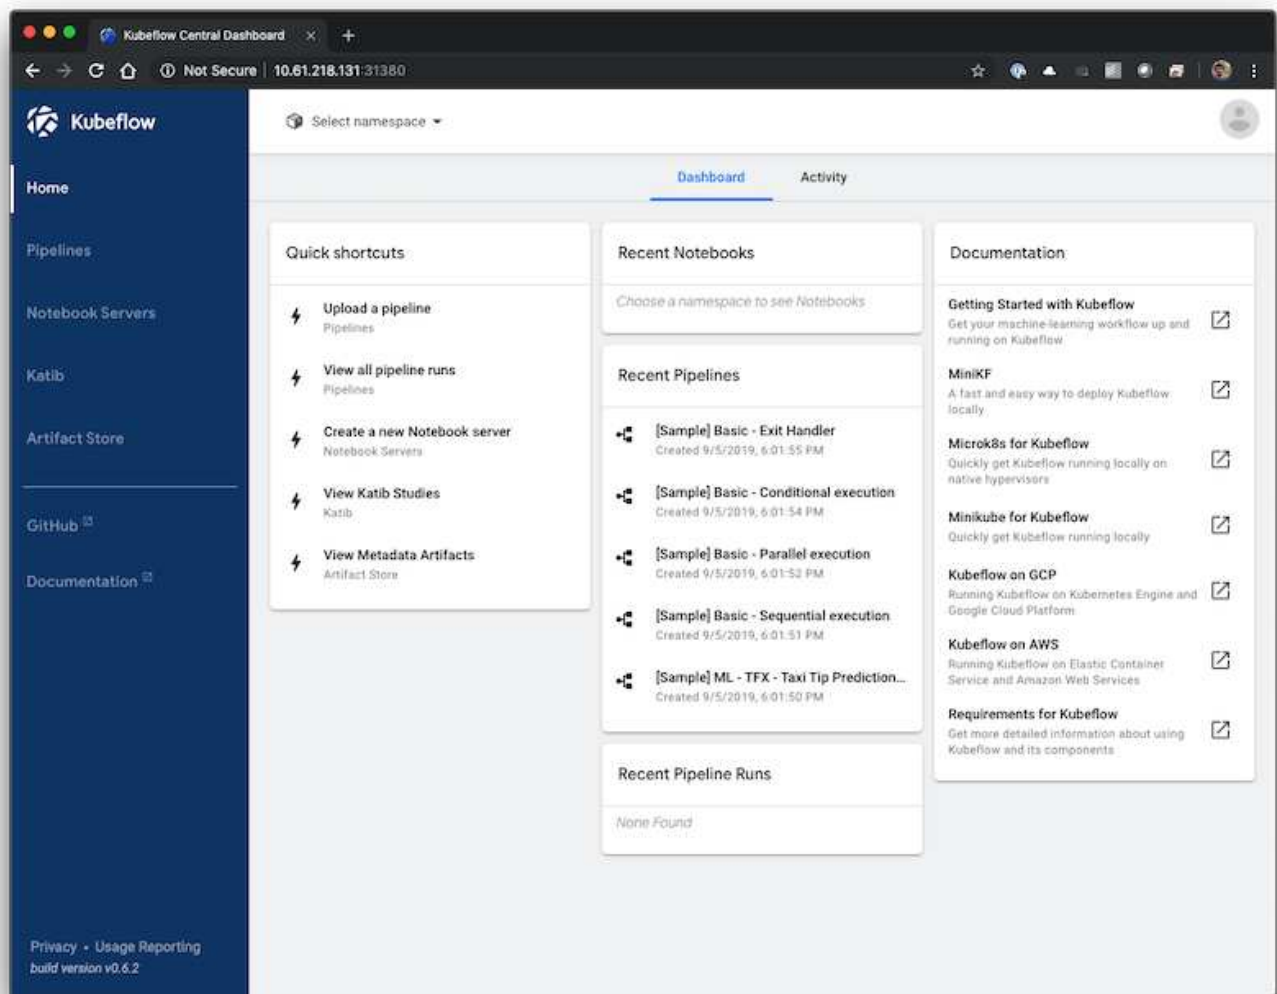 Kubeflow Central Dashboard
Not Secure | 10.61.218.131:31380
Kubeflow
Select namespace
Home
Pipelines
Notebook Servers
Katib
Artifact Store
GitHub
Documentation
Privacy • Usage Reporting
build version v0.6.2
Dashboard
Activity
Quick shortcuts
Upload a pipeline
Pipelines
View all pipeline runs
Pipelines
Create a new Notebook server
Notebook Servers
View Katib Studies
Katib
View Metadata Artifacts
Artifact Store
Recent Notebooks
Choose a namespace to see Notebooks
Recent Pipelines
[Sample] Basic - Exit Handler
Created 9/5/2019, 6:01:55 PM
[Sample] Basic - Conditional execution
Created 9/5/2019, 6:01:54 PM
[Sample] Basic - Parallel execution
Created 9/5/2019, 6:01:52 PM
[Sample] Basic - Sequential execution
Created 9/5/2019, 6:01:51 PM
[Sample] ML - TFX - Taxi Tip Prediction...
Created 9/5/2019, 6:01:50 PM
Recent Pipeline Runs
None Found
Documentation
Getting Started with Kubeflow
Get your machine-learning workflow up and
running on Kubeflow
MiniKF
A fast and easy way to deploy Kubeflow
locally
Microk8s for Kubeflow
Quickly get Kubeflow running locally on
native hypervisors
Minikube for Kubeflow
Quickly get Kubeflow running locally
Kubeflow on GCP
Running Kubeflow on Kubernetes Engine and
Google Cloud Platform
Kubeflow on AWS
Running Kubeflow on Elastic Container
Service and Amazon Web Services
Requirements for Kubeflow
Get more detailed information about using
Kubeflow and its components